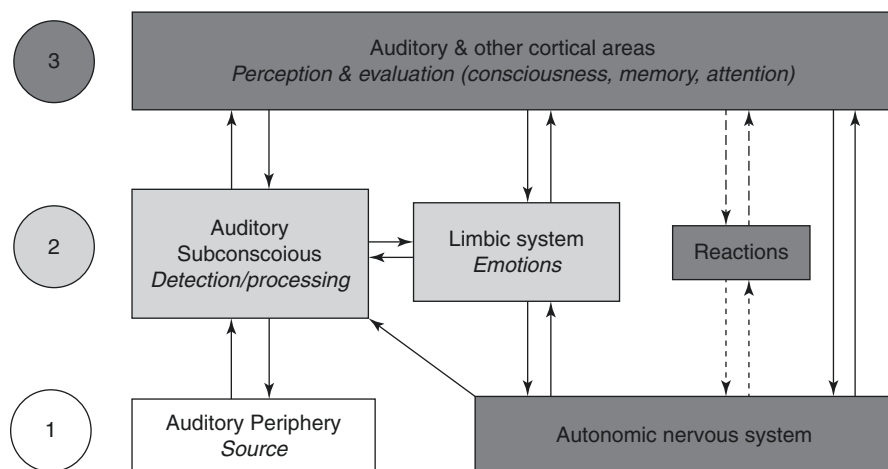 3
Auditory & other cortical areas
Perception & evaluation (consciousness, memory, attention)
2
Auditory
Subconscoious
Detection/processing)
Limbic system
Emotions
Reactions
1
Auditory Periphery
Source
Autonomic nervous system